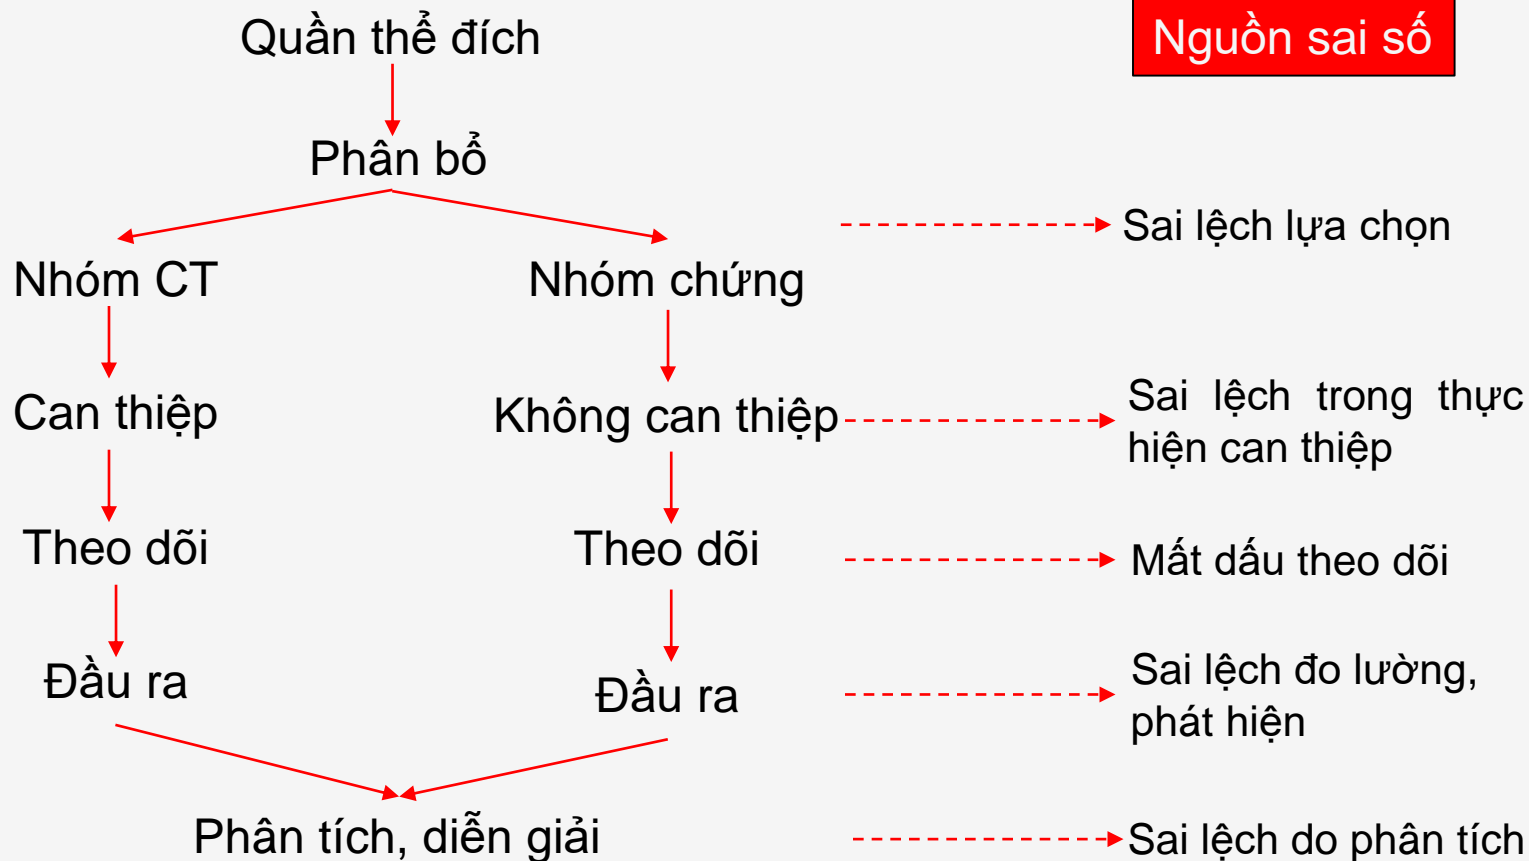 Quần thể đích
Nguồn sai số
Phân bổ
Sai lệch lựa chọn
Nhóm CT
Nhóm chứng
Can thiệp
Không can thiệp
Sai lệch trong thực
hiện can thiệp
Theo dõi
Theo dõi
Mất dấu theo dõi
Đầu ra
Đầu ra
Sai lệch đo lường,
phát hiện
Phân tích, diễn giải
Sai lệch do phân tích